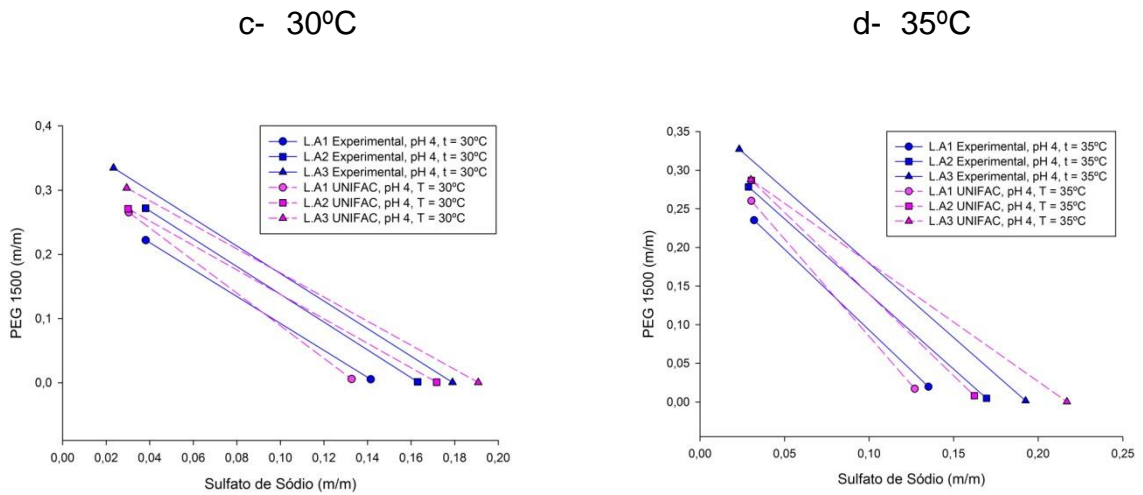 c- 30ºC
PEG 1500 (m/m)
0,4
0,3
0,2
0,1
0,0
0,00 0,02 0,04 0,06 0,08 0,10 0,12 0,14 0,16 0,18 0,20
Sulfato de Sódio (m/m)
L.A1 Experimental, pH 4, t = 30ºC
L.A2 Experimental, pH 4, t = 30ºC
L.A3 Experimental, pH 4, t = 30ºC
L.A1 UNIFAC, pH 4, T = 30ºC
L.A2 UNIFAC, pH 4, T = 30ºC
L.A3 UNIFAC, pH 4, T = 30ºC
d- 35ºC
PEG 1500 (m/m)
0,35
0,30
0,25
0,20
0,15
0,10
0,05
0,00
0,00 0,05 0,10 0,15 0,20 0,25
Sulfato de Sódio (m/m)
L.A1 Experimental, pH 4, t = 35ºC
L.A2 Experimental, pH 4, t = 35ºC
L.A3 Experimental, pH 4, t = 35ºC
L.A1 UNIFAC, pH 4, T = 35ºC
L.A2 UNIFAC, pH 4, T = 35ºC
L.A3 UNIFAC, pH 4, T = 35ºC